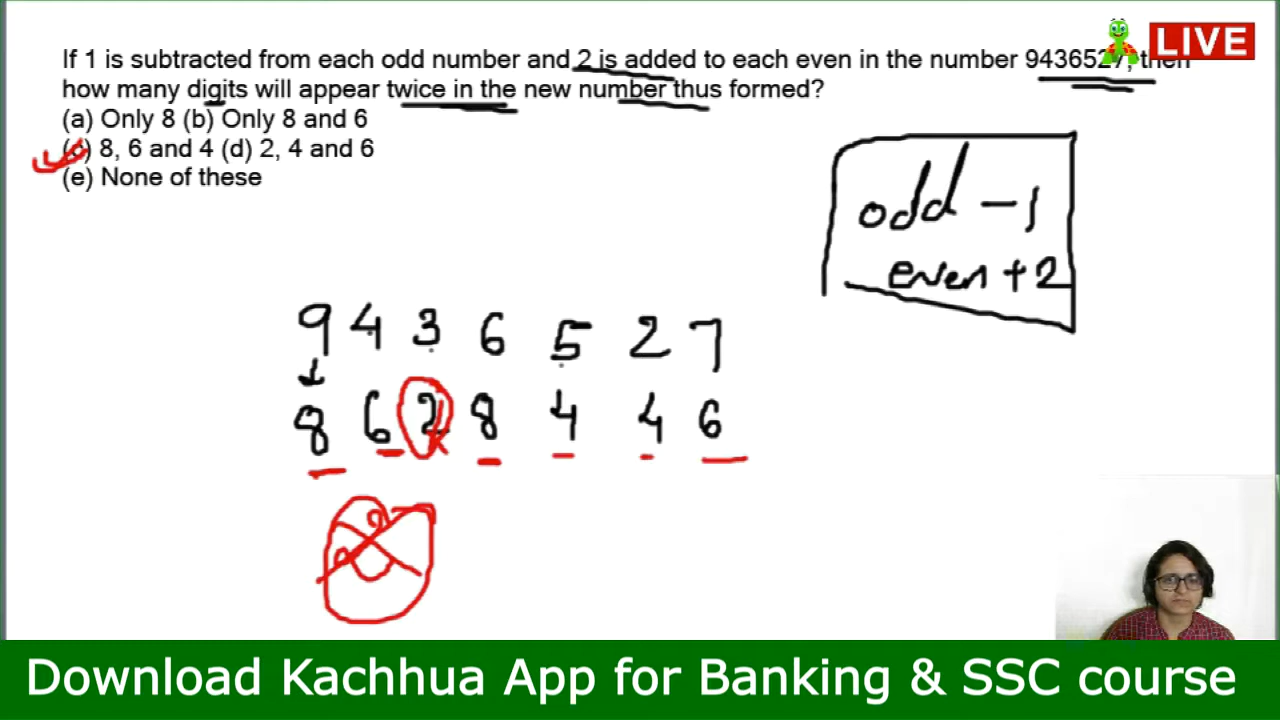 LIVE
If 1 is subtracted from each odd number and 2 is added to each even in the number 9436527, then
how many digits will appear twice in the new number thus formed?
(a) Only 8 (b) Only 8 and 6
(c) 8, 6 and 4 (d) 2, 4 and 6
(e) None of these
odd - 1
even + 2
9 4 3 6 5 2 7
8 6 2 8 4 4 6
Download Kachhua App for Banking & SSC course